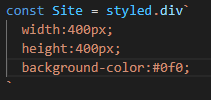 const Site = styled.div`
width:400px;
height:400px;
background-color:#0f0;
`